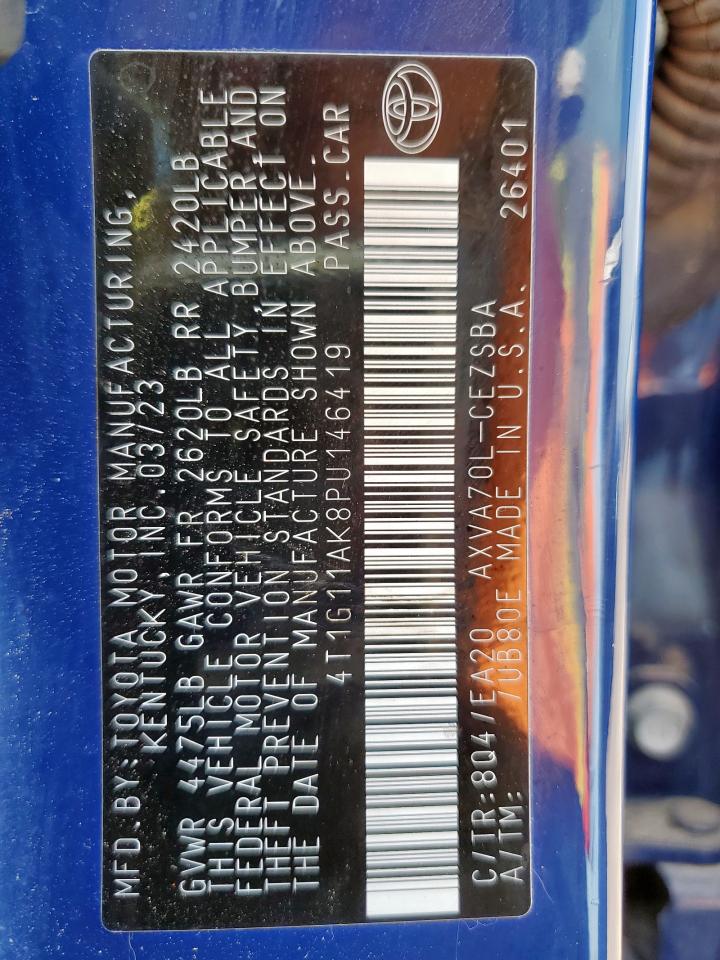 MFD.BY:TOYOTA MOTOR MANUFACTURING,
KENTUCKY, INC.03/23
GVWR 4475LB GAWR FR 2620LB RR 2420LB
THIS VEHICLE CONFORMS TO ALL APPLICABLE
FEDERAL MOTOR VEHICLE SAFETY,BUMPER,AND
THEFT PREVENTION STANDARDS IN EFFECT ON
THE DATE OF MANUFACTURE SHOWN ABOVE.
4T1G11AK8PU146419 PASS.CAR
C/TR:8Q4/EA20 AXVA70L-CEZSBA
A/TM: /UB80E MADE IN U.S.A. 26401